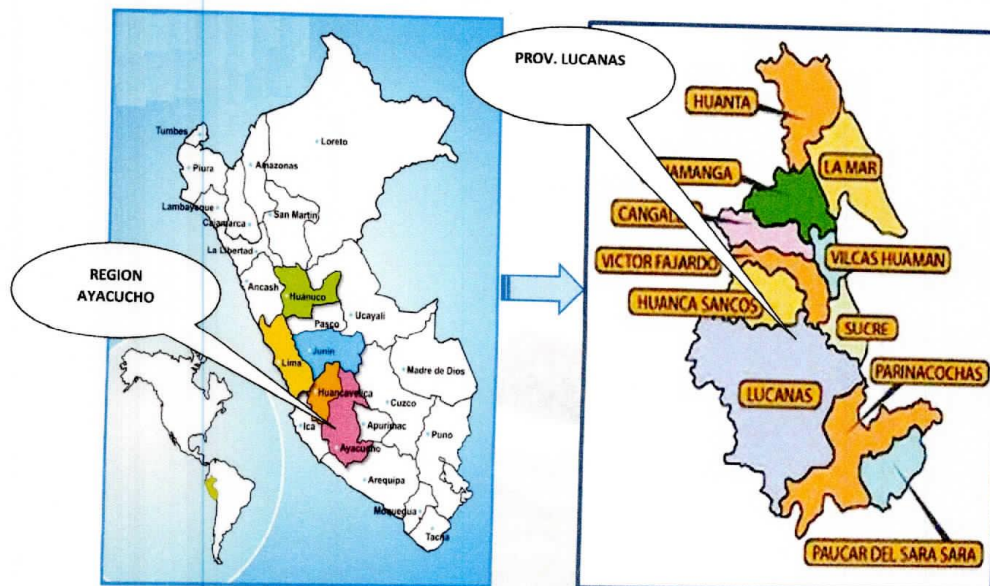 Tumbes
Piura
Lambayeque
Cajamarca
La Libertad
Amazonas
San Martin
Loreto
REGION
AYACUCHO
Ancash
Huánuco
Pasco
Ucayali
Lima
Junin
Huancavelica
Madre de Dios
Cuzco
Ica
Apurimac
Ayacucho
Puno
Arequipa
Moquegua
Tacna
PROV. LUCANAS
HUANTA
LA MAR
AMANGA
VICTOR FAJARDO
VILCAS HUAMAN
HUANCA SANCOS
SUCRE
LUCANAS
PARINACOCHAS
PAUCAR DEL SARA SARA